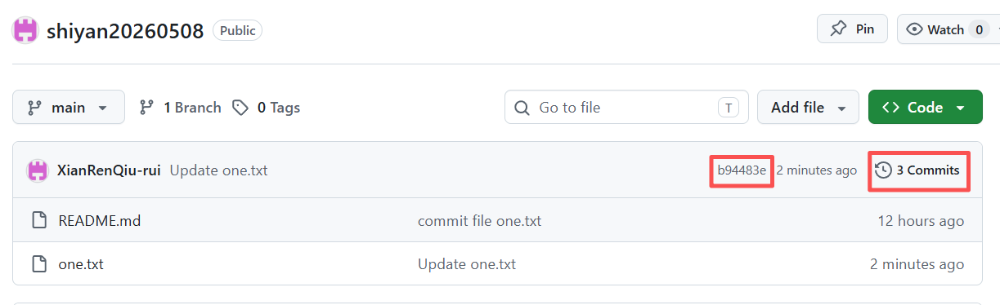 shiyan20260508 Public Pin Watch 0
main 1 Branch 0 Tags Go to file T Add file Code
XianRenQiu-rui Update one.txt b94483e 2 minutes ago 3 Commits
README.md commit file one.txt 12 hours ago
one.txt Update one.txt 2 minutes ago